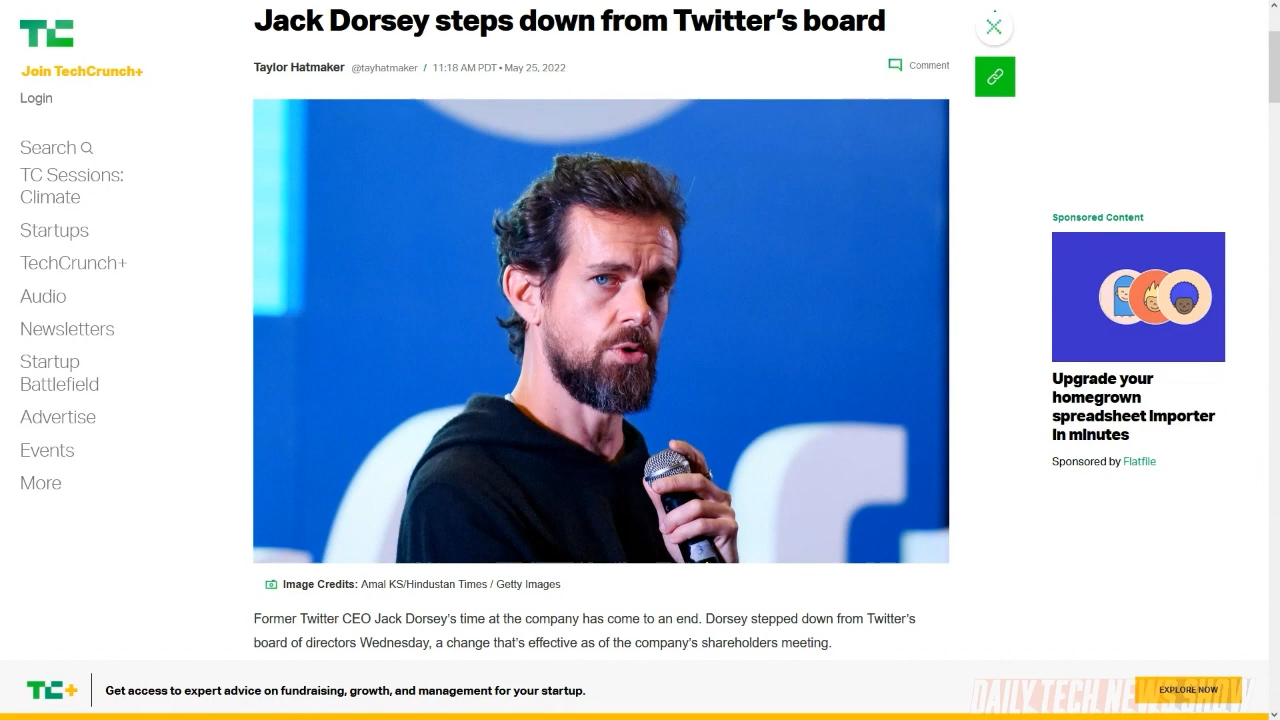 TC
Join TechCrunch+
Login
Search
TC Sessions:
Climate
Startups
TechCrunch+
Audio
Newsletters
Startup
Battlefield
Advertise
Events
More
Jack Dorsey steps down from Twitter’s board
Taylor Hatmaker @tayhatmaker / 11:18 AM PDT • May 25, 2022
Comment
Image Credits: Amal KS/Hindustan Times / Getty Images
Former Twitter CEO Jack Dorsey’s time at the company has come to an end. Dorsey stepped down from Twitter’s
board of directors Wednesday, a change that’s effective as of the company’s shareholders meeting.
Sponsored Content
Upgrade your
homegrown
spreadsheet importer
in minutes
Sponsored by Flatfile
TC+
Get access to expert advice on fundraising, growth, and management for your startup.
EXPLORE NOW
DAILY TECH NEWS SHOW